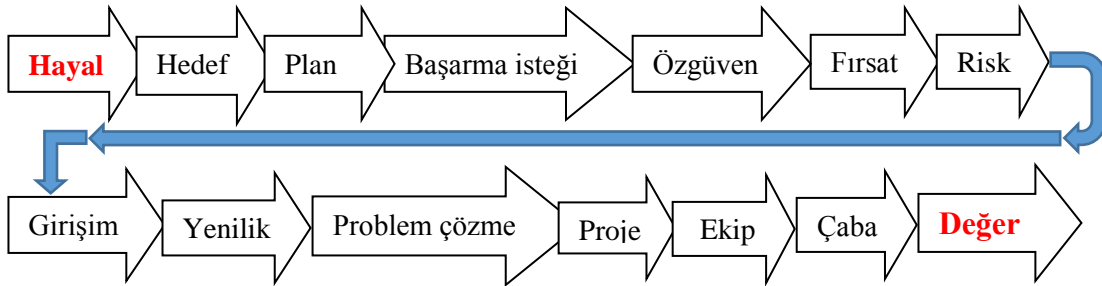 Hayal Hedef Plan Başarma isteği Özgüven Fırsat Risk
Girişim Yenilik Problem çözme Proje Ekip Çaba Değer